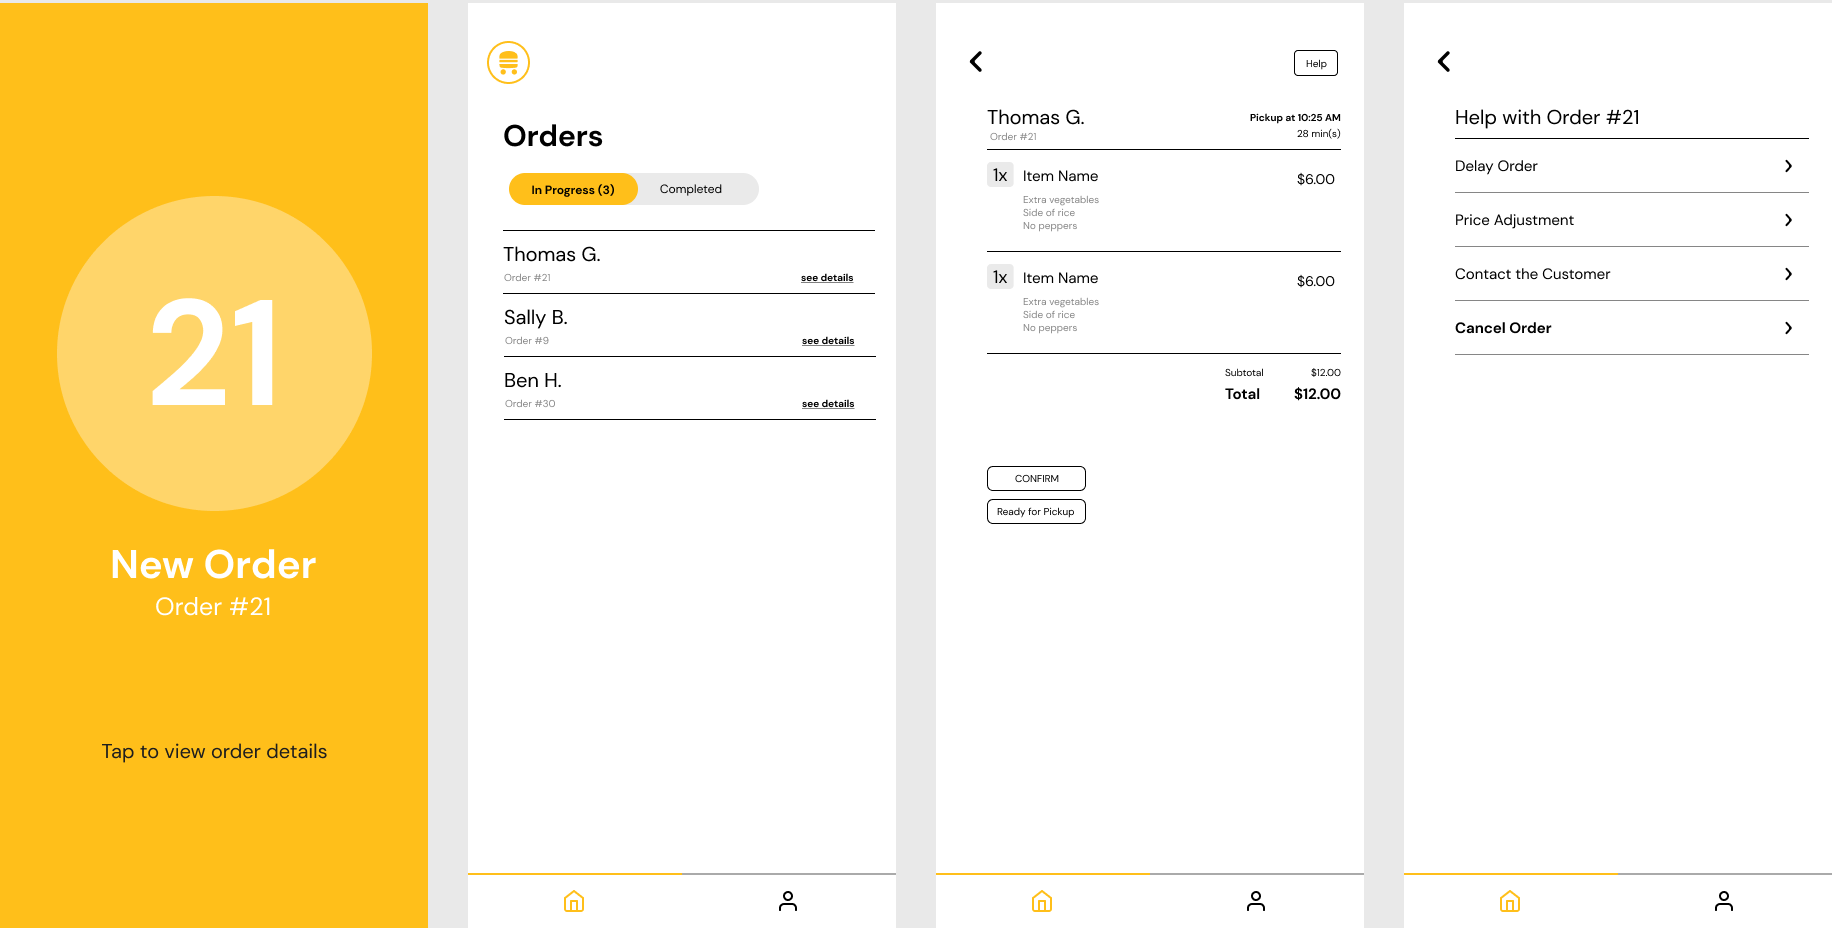 21
New Order
Order #21
Tap to view order details
Orders
In Progress (3) Completed
Thomas G.
Order #21 see details
Sally B.
Order #9 see details
Ben H.
Order #30 see details
Help
Thomas G. Pickup at 10:25 AM
Order #21 28 min(s)
1x Item Name $6.00
Extra vegetables
Side of rice
No peppers
1x Item Name $6.00
Extra vegetables
Side of rice
No peppers
Subtotal $12.00
Total $12.00
CONFIRM
Ready for Pickup
Help with Order #21
Delay Order
Price Adjustment
Contact the Customer
Cancel Order